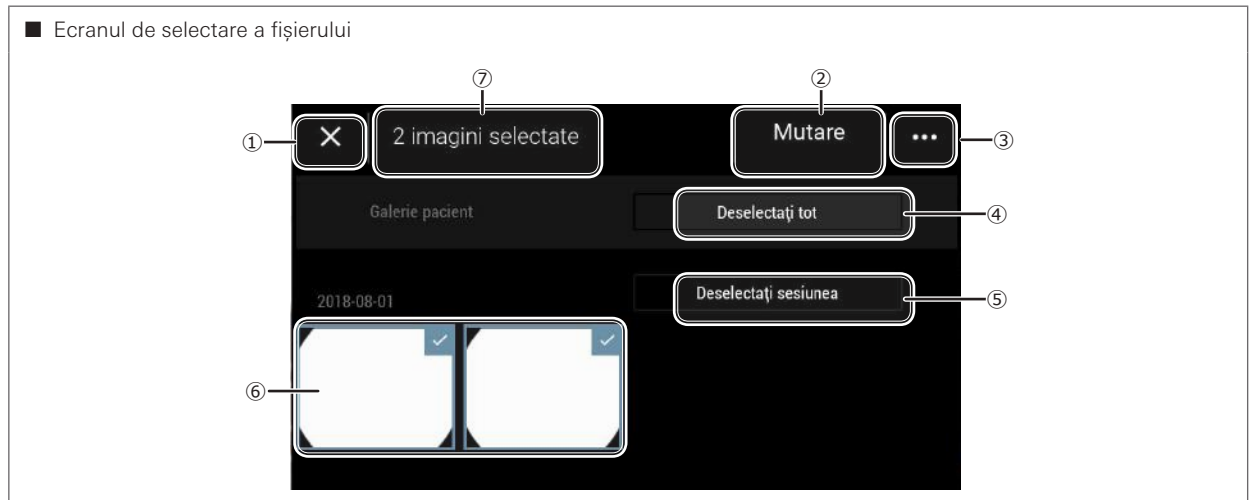 ■ Ecranul de selectare a fișierului
⑦ ②
① 2 imagini selectate Mutare ••• ③
Galerie pacient Deselectați tot ④
2018-08-01 Deselectați sesiunea ⑤
⑥